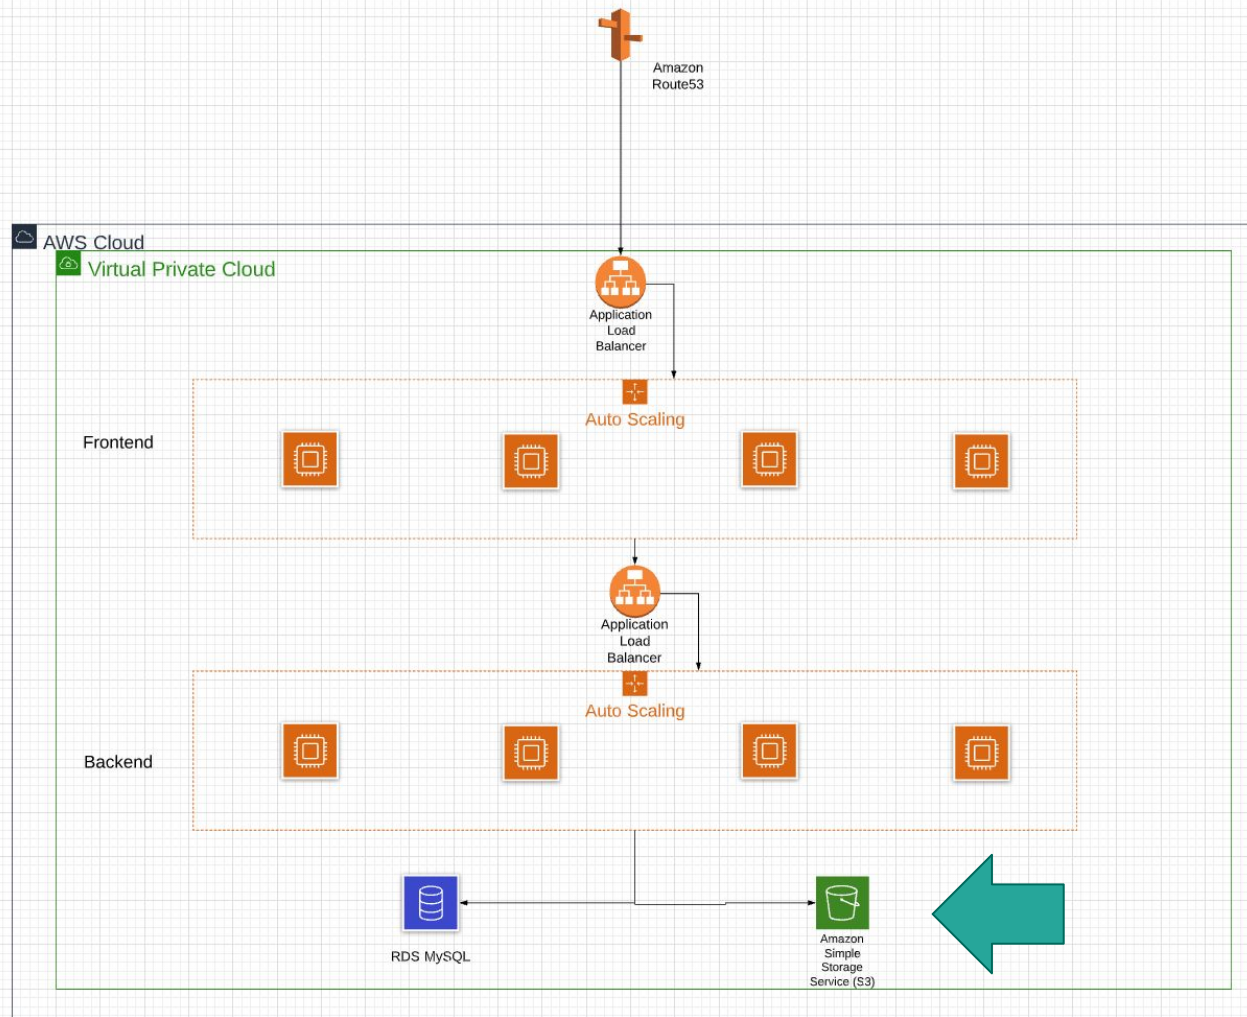 Amazon
Route53
AWS Cloud
Virtual Private Cloud
Application
Load
Balancer
Auto Scaling
Frontend
Application
Load
Balancer
Auto Scaling
Backend
RDS MySQL
Amazon
Simple
Storage
Service (S3)